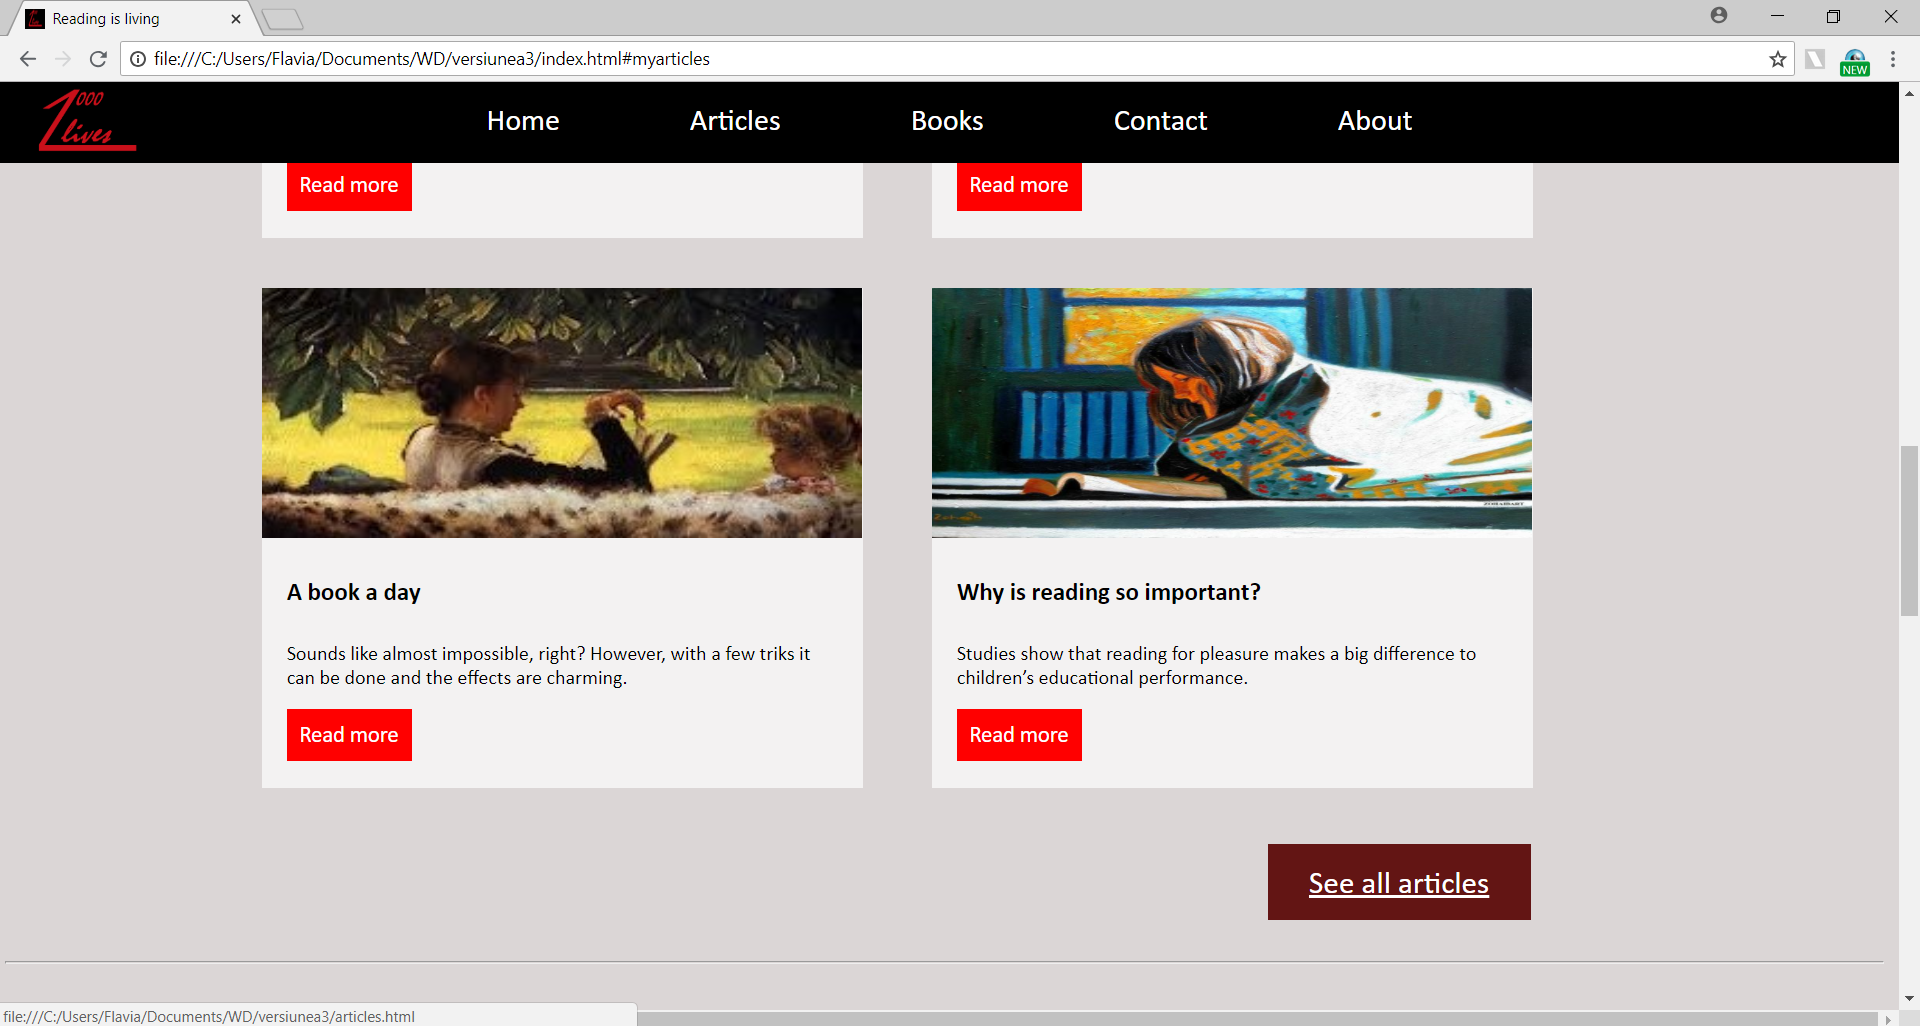 Reading is living
file:///C:/Users/Flavia/Documents/WD/versiunea3/index.html#myarticles
NEW
1000
lives
Home Articles Books Contact About
Read more Read more
A book a day
Sounds like almost impossible, right? However, with a few triks it
can be done and the effects are charming.
Read more
Why is reading so important?
Studies show that reading for pleasure makes a big difference to
children’s educational performance.
Read more
See all articles
file:///C:/Users/Flavia/Documents/WD/versiunea3/articles.html